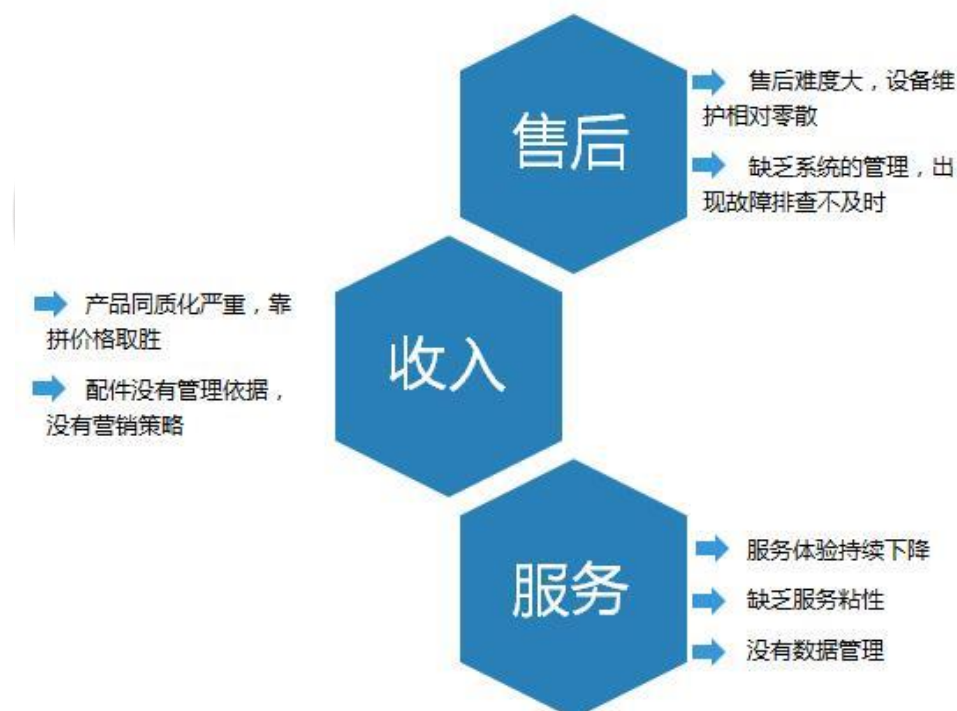 售后
售后难度大，设备维
护相对零散
缺乏系统的管理，出
现故障排查不及时
收入
产品同质化严重，靠
拼价格取胜
配件没有管理依据，
没有营销策略
服务
服务体验持续下降
缺乏服务粘性
没有数据管理